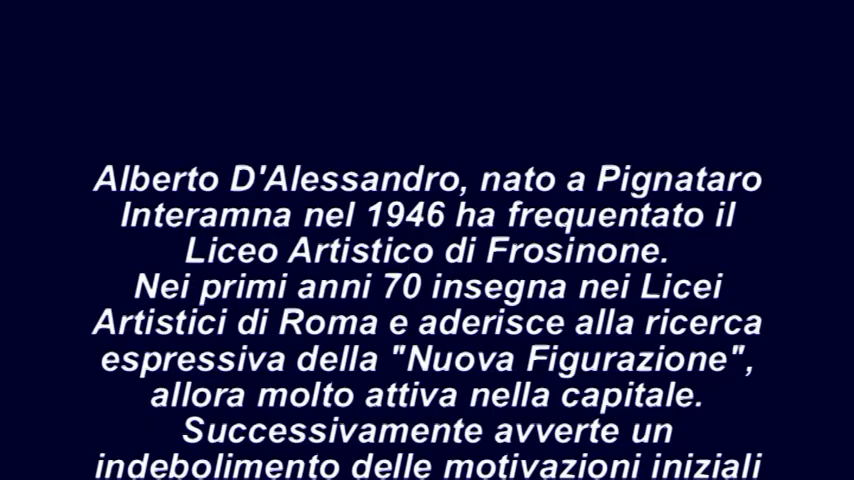 Alberto D'Alessandro, nato a Pignataro
Interamna nel 1946 ha frequentato il
Liceo Artistico di Frosinone.
Nei primi anni 70 insegna nei Licei
Artistici di Roma e aderisce alla ricerca
espressiva della "Nuova Figurazione",
allora molto attiva nella capitale.
Successivamente avverte un
indebolimento delle motivazioni iniziali